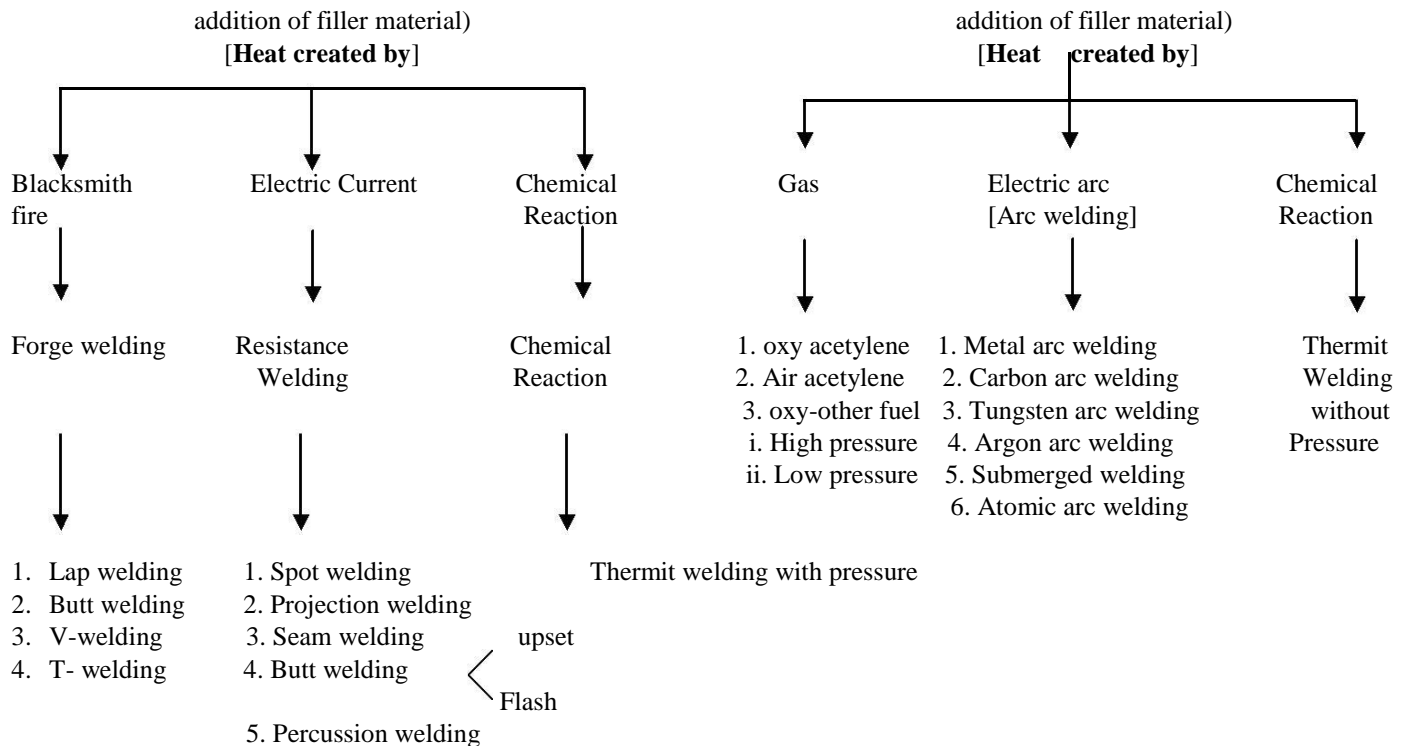 addition of filler material) addition of filler material)
[Heat created by] [Heat created by]
Blacksmith Electric Current Chemical Gas Electric arc Chemical
fire Reaction [Arc welding] Reaction
Forge welding Resistance Chemical 1. oxy acetylene 1. Metal arc welding Thermit
Welding Reaction 2. Air acetylene 2. Carbon arc welding Welding
3. oxy-other fuel 3. Tungsten arc welding without
i. High pressure 4. Argon arc welding Pressure
ii. Low pressure 5. Submerged welding
6. Atomic arc welding
1. Lap welding 1. Spot welding Thermit welding with pressure
2. Butt welding 2. Projection welding
3. V-welding 3. Seam welding upset
4. T- welding 4. Butt welding
Flash
5. Percussion welding